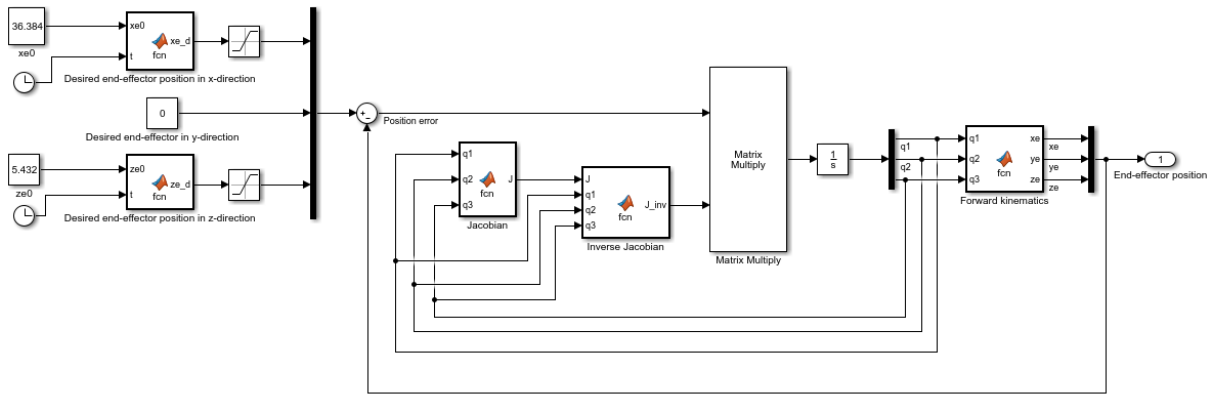 36.384
xe0
xe0
t
xe_d
fcn
Desired end-effector position in x-direction
0
Desired end-effector in y-direction
5.432
ze0
ze0
t
ze_d
fcn
Desired end-effector position in z-direction
+
−
Position error
q1
q2
q3
J
fcn
Jacobian
J
q1
q2
q3
J_inv
fcn
Inverse Jacobian
Matrix
Multiply
Matrix Multiply
1
s
q1
q2
q1
q2
q3
fcn
xe
ye
ze
Forward kinematics
xe
ye
ze
1
End-effector position